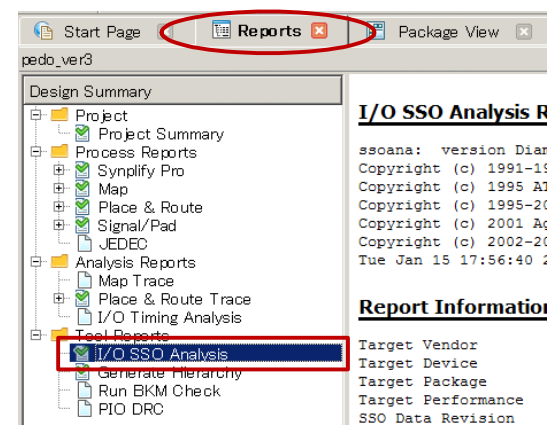 Start Page
Reports
Package View
pedo_ver3
Design Summary
Project
Project Summary
Process Reports
Synplify Pro
Map
Place & Route
Signal/Pad
JEDEC
Analysis Reports
Map Trace
Place & Route Trace
I/O Timing Analysis
Tool Reports
I/O SSO Analysis
Generate Hierarchy
Run BKM Check
PIO DRC
I/O SSO Analysis R
ssoana: version Diam
Copyright (c) 1991-19
Copyright (c) 1995 AT
Copyright (c) 1995-20
Copyright (c) 2001 Ag
Copyright (c) 2002-20
Tue Jan 15 17:56:40 2
Report Information
Target Vendor
Target Device
Target Package
Target Performance
SSO Data Revision